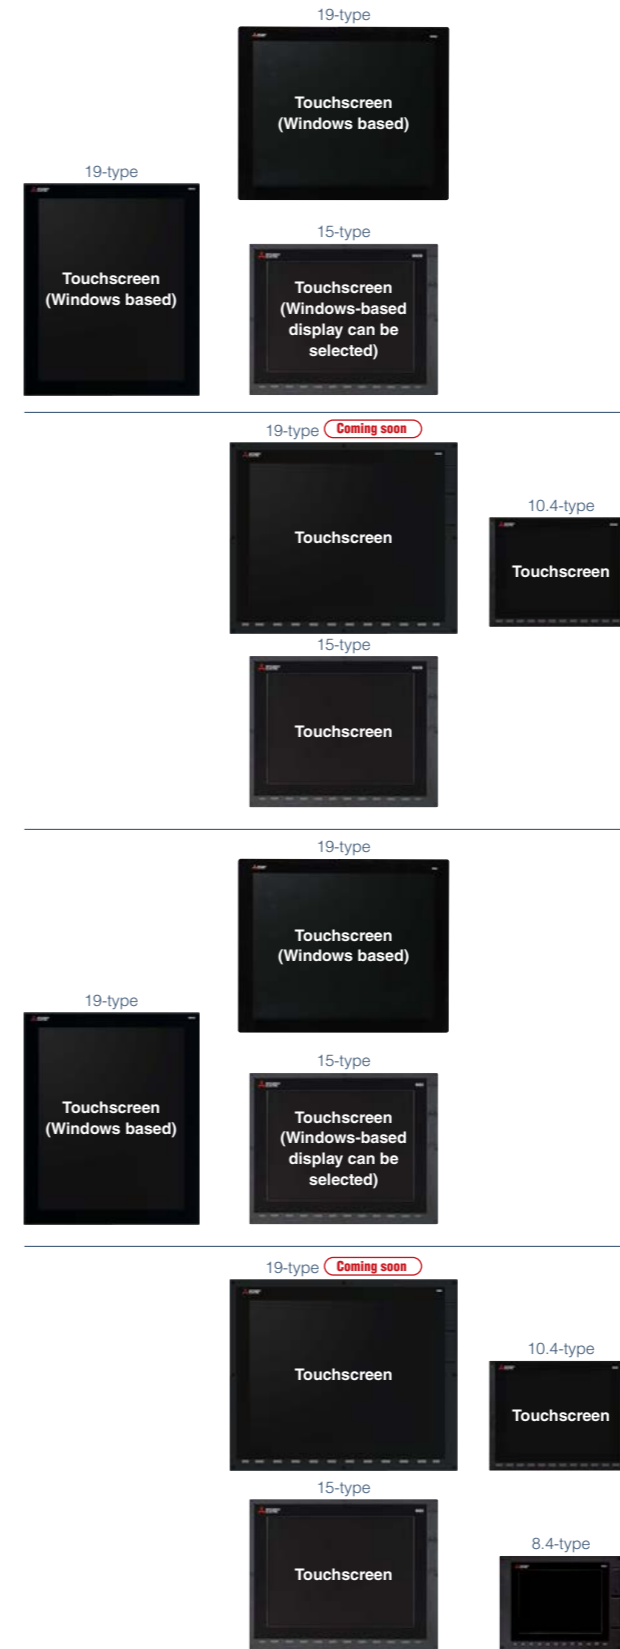 19-type
Touchscreen
(Windows based)
19-type
Touchscreen
(Windows based)
15-type
Touchscreen
(Windows-based
display can be
selected)
19-type Coming soon
Touchscreen
10.4-type
Touchscreen
15-type
Touchscreen
19-type
Touchscreen
(Windows based)
19-type
Touchscreen
(Windows based)
15-type
Touchscreen
(Windows-based
display can be
selected)
19-type Coming soon
Touchscreen
10.4-type
Touchscreen
15-type
Touchscreen
8.4-type